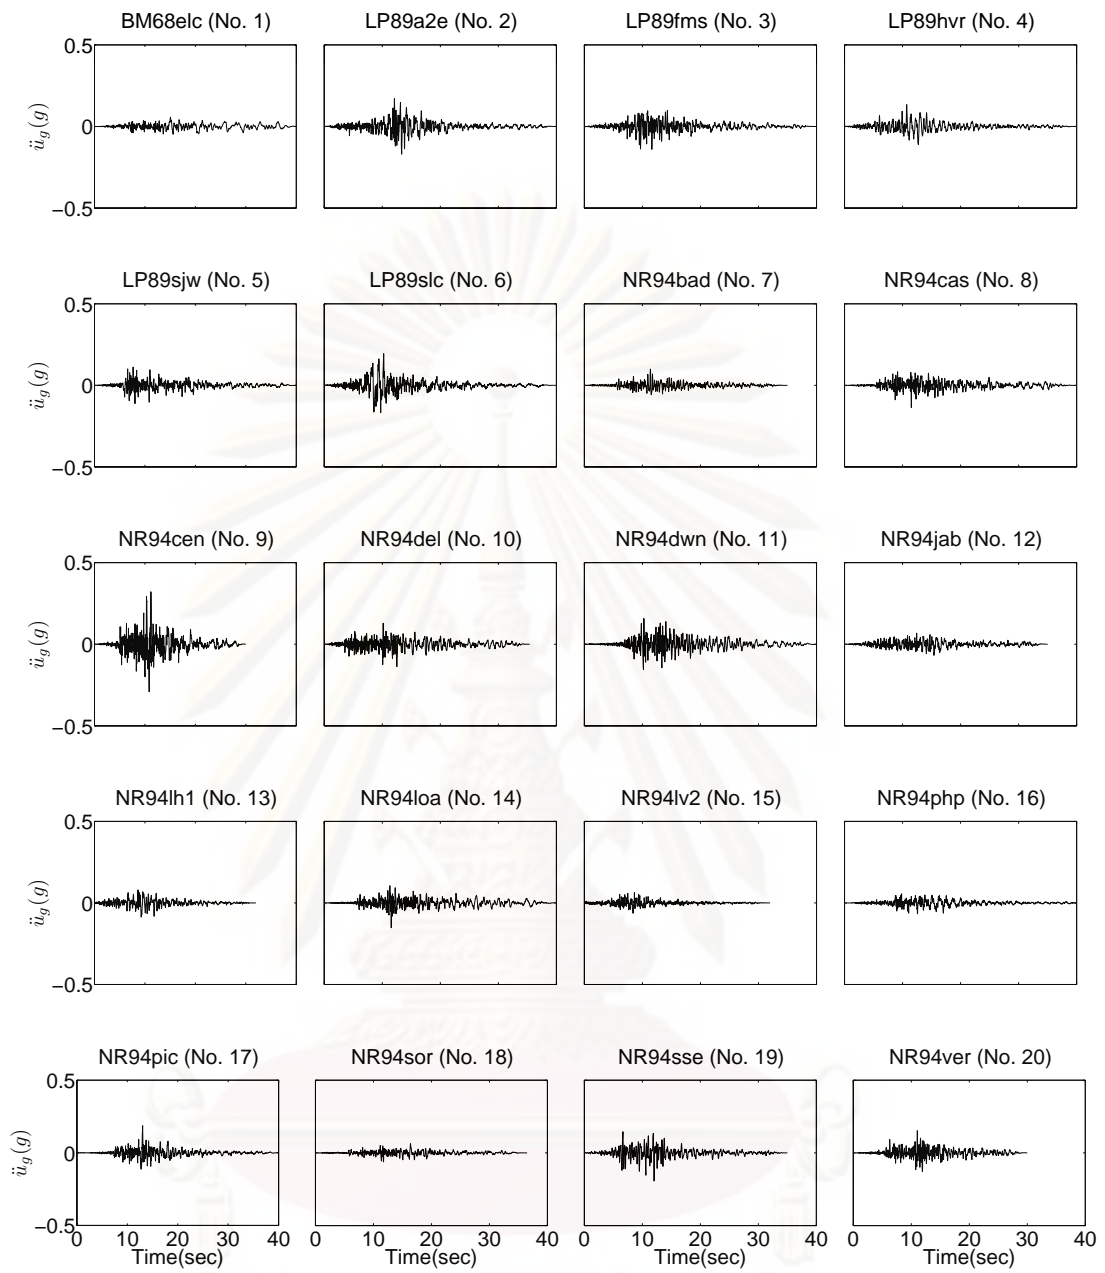 BM68elc (No. 1) LP89a2e (No. 2) LP89fms (No. 3) LP89hvr (No. 4)
0.5
0
−0.5
ü_g(g)
LP89sjw (No. 5) LP89slc (No. 6) NR94bad (No. 7) NR94cas (No. 8)
0.5
0
−0.5
ü_g(g)
NR94cen (No. 9) NR94del (No. 10) NR94dwn (No. 11) NR94jab (No. 12)
0.5
0
−0.5
ü_g(g)
NR94lh1 (No. 13) NR94loa (No. 14) NR94lv2 (No. 15) NR94php (No. 16)
0.5
0
−0.5
ü_g(g)
NR94pic (No. 17) NR94sor (No. 18) NR94sse (No. 19) NR94ver (No. 20)
0.5
0
−0.5
ü_g(g)
0 10 20 30 40 0 10 20 30 40 0 10 20 30 40 0 10 20 30 40
Time(sec) Time(sec) Time(sec) Time(sec)